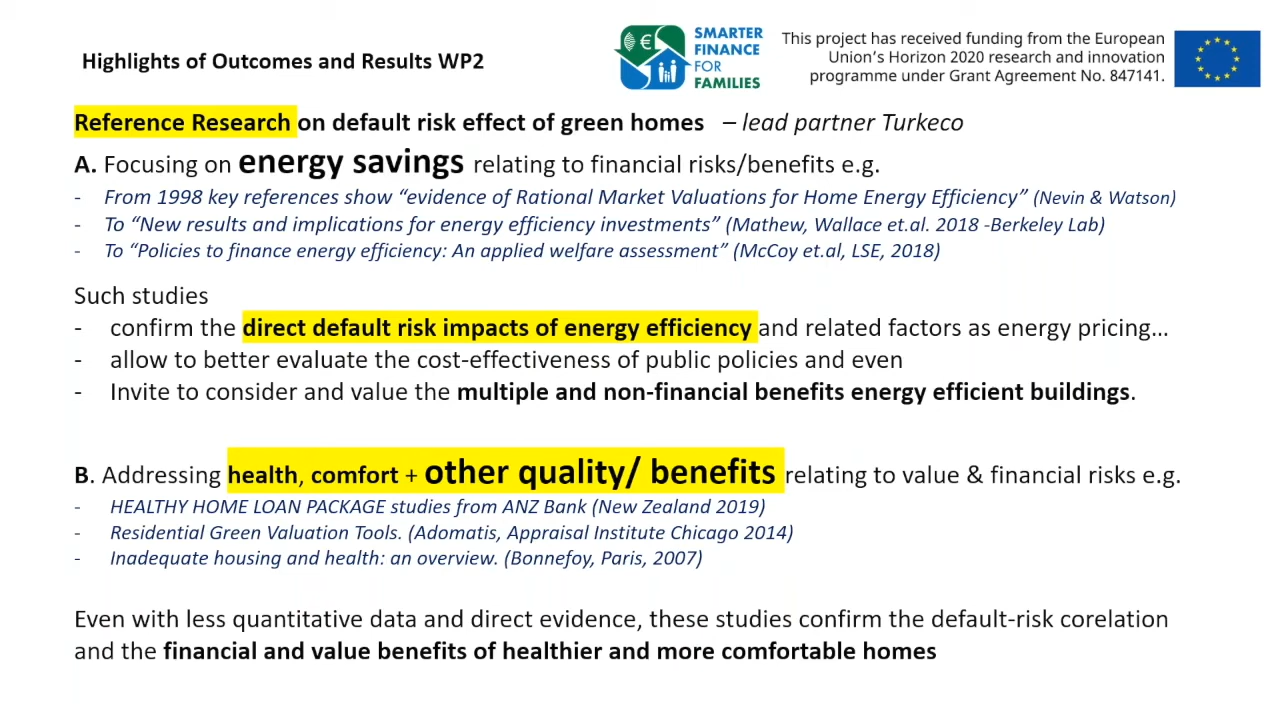 Highlights of Outcomes and Results WP2
€
SMARTER
FINANCE
FOR
FAMILIES
This project has received funding from the European
Union’s Horizon 2020 research and innovation
programme under Grant Agreement No. 847141.
Reference Research on default risk effect of green homes – lead partner Turkeco
A. Focusing on energy savings relating to financial risks/benefits e.g.
- From 1998 key references show “evidence of Rational Market Valuations for Home Energy Efficiency” (Nevin & Watson)
- To “New results and implications for energy efficiency investments” (Mathew, Wallace et.al. 2018 -Berkeley Lab)
- To “Policies to finance energy efficiency: An applied welfare assessment” (McCoy et.al, LSE, 2018)
Such studies
- confirm the direct default risk impacts of energy efficiency and related factors as energy pricing...
- allow to better evaluate the cost-effectiveness of public policies and even
- Invite to consider and value the multiple and non-financial benefits energy efficient buildings.
B. Addressing health, comfort + other quality/ benefits relating to value & financial risks e.g.
- HEALTHY HOME LOAN PACKAGE studies from ANZ Bank (New Zealand 2019)
- Residential Green Valuation Tools. (Adomatis, Appraisal Institute Chicago 2014)
- Inadequate housing and health: an overview. (Bonnefoy, Paris, 2007)
Even with less quantitative data and direct evidence, these studies confirm the default-risk corelation
and the financial and value benefits of healthier and more comfortable homes